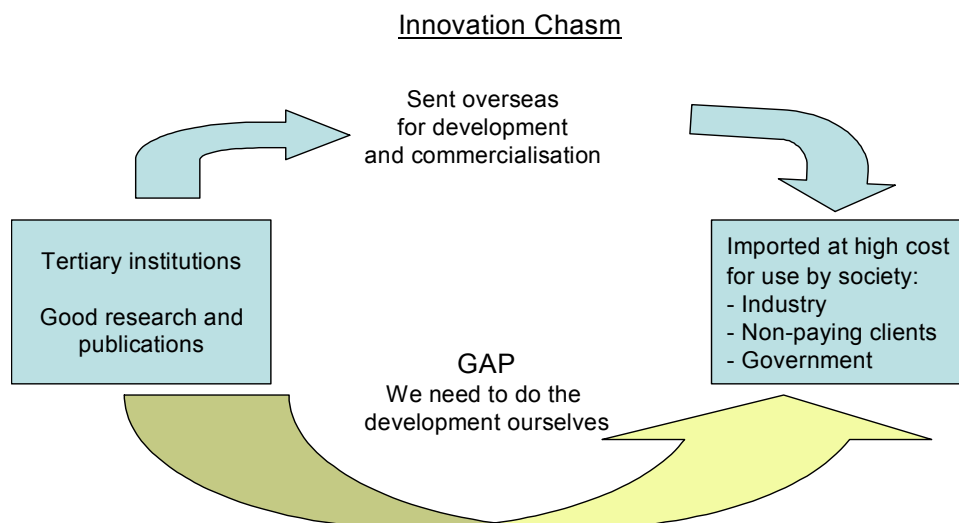 Innovation Chasm
Sent overseas
for development
and commercialisation
Tertiary institutions
Good research and
publications
Imported at high cost
for use by society:
- Industry
- Non-paying clients
- Government
GAP
We need to do the
development ourselves